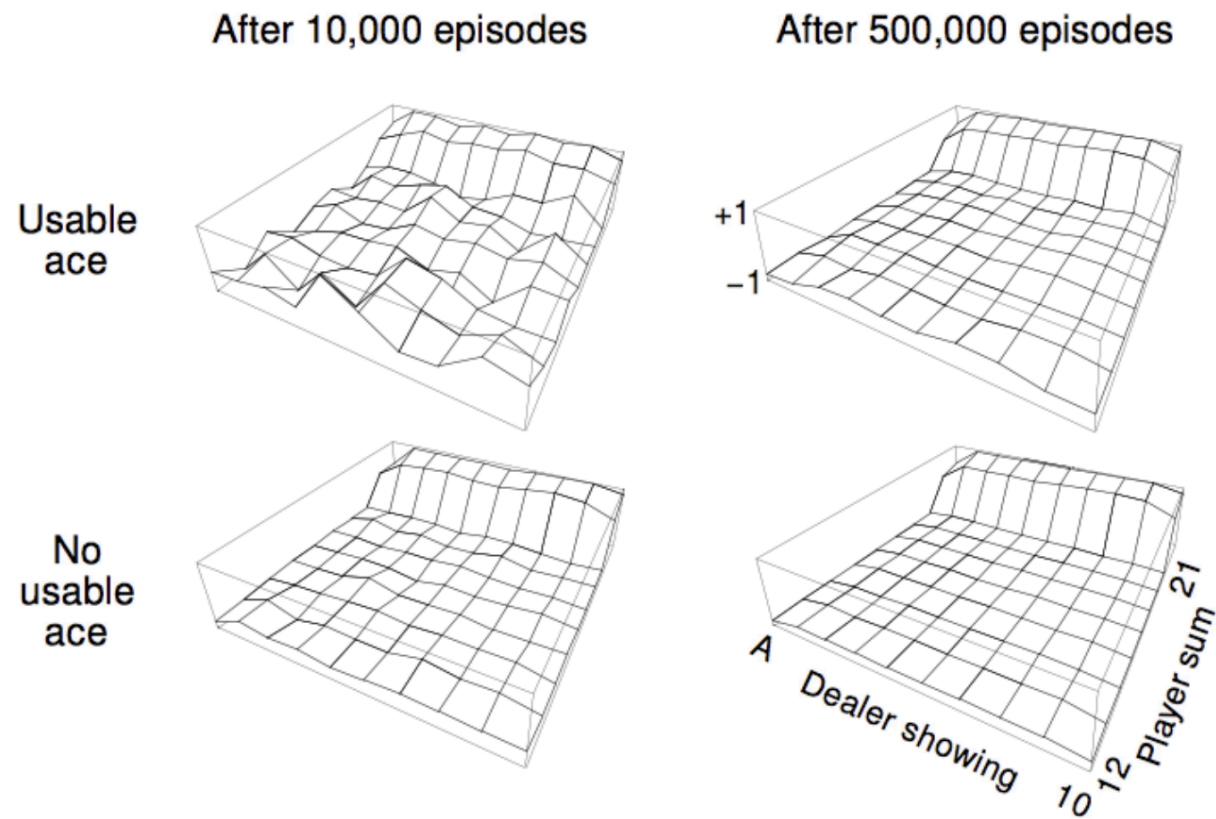 After 10,000 episodes
After 500,000 episodes
Usable
ace
+1
−1
No
usable
ace
A
Dealer showing
10
12
Player sum
21